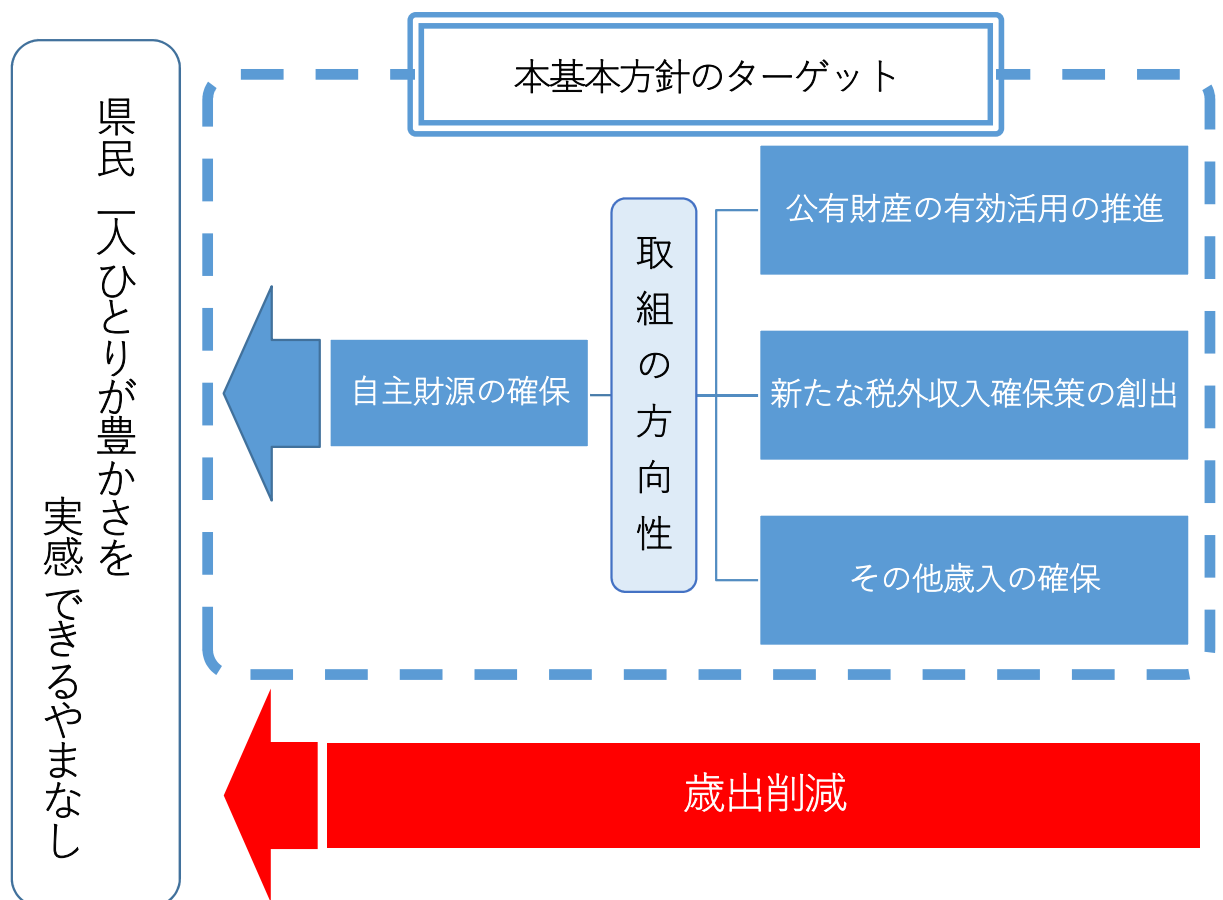 県民一人ひとりが豊かさを
実感できるやまなし
本基本方針のターゲット
自主財源の確保
取組の方向性
公有財産の有効活用の推進
新たな税外収入確保策の創出
その他歳入の確保
歳出削減